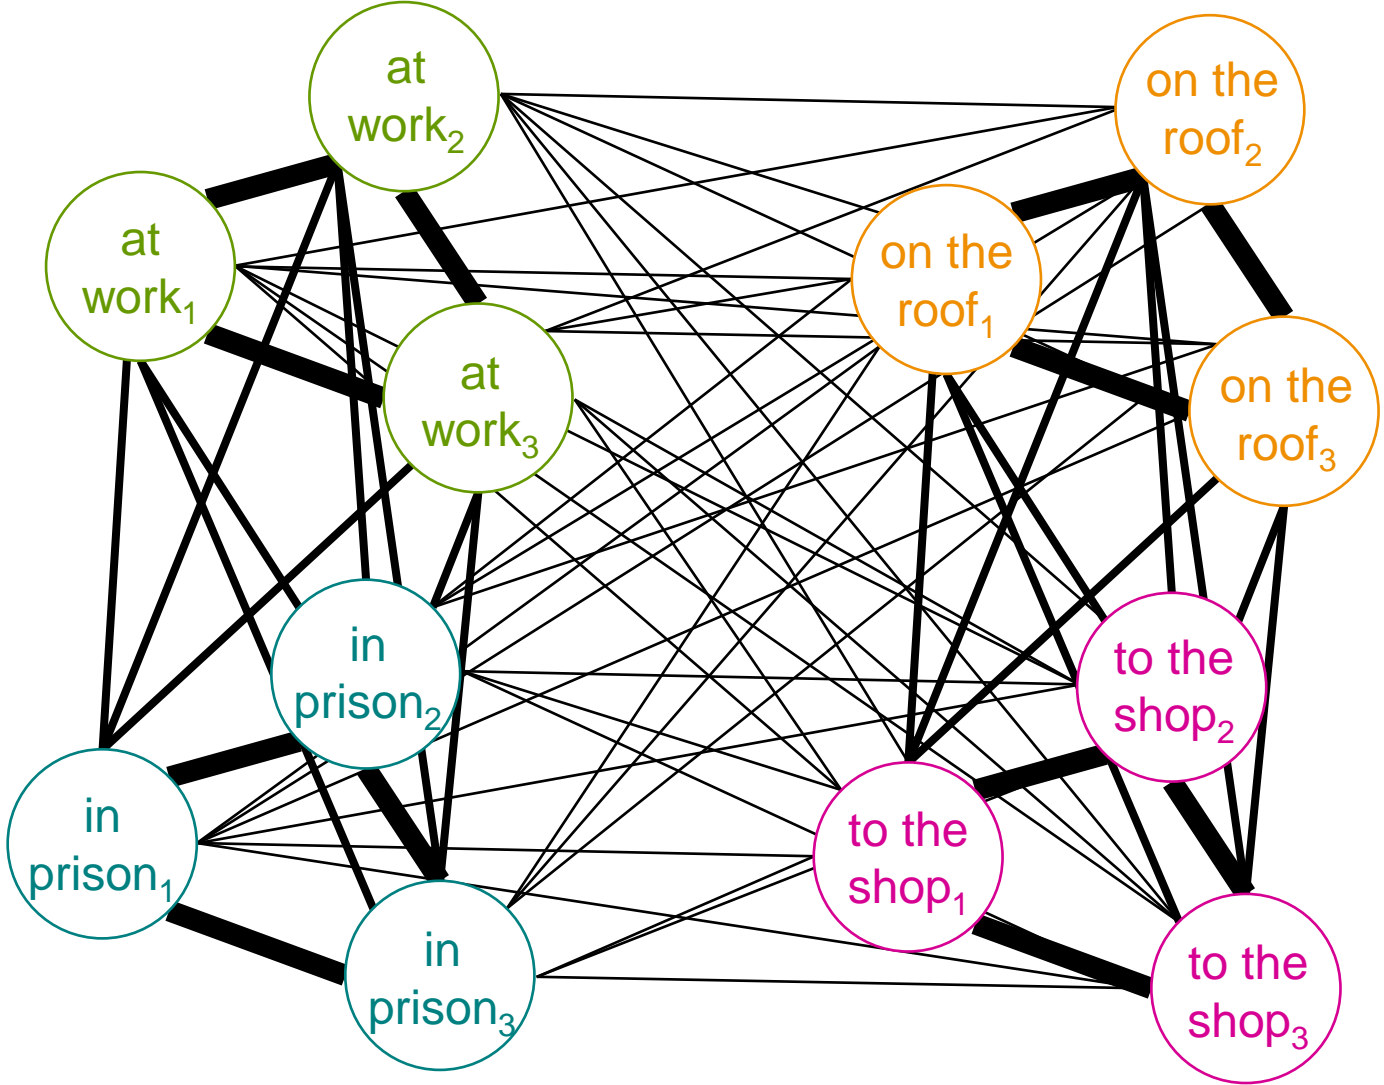 at
work₂
on the
roof₂
at
work₁
on the
roof₁
at
work₃
on the
roof₃
in
prison₂
to the
shop₂
in
prison₁
to the
shop₁
in
prison₃
to the
shop₃